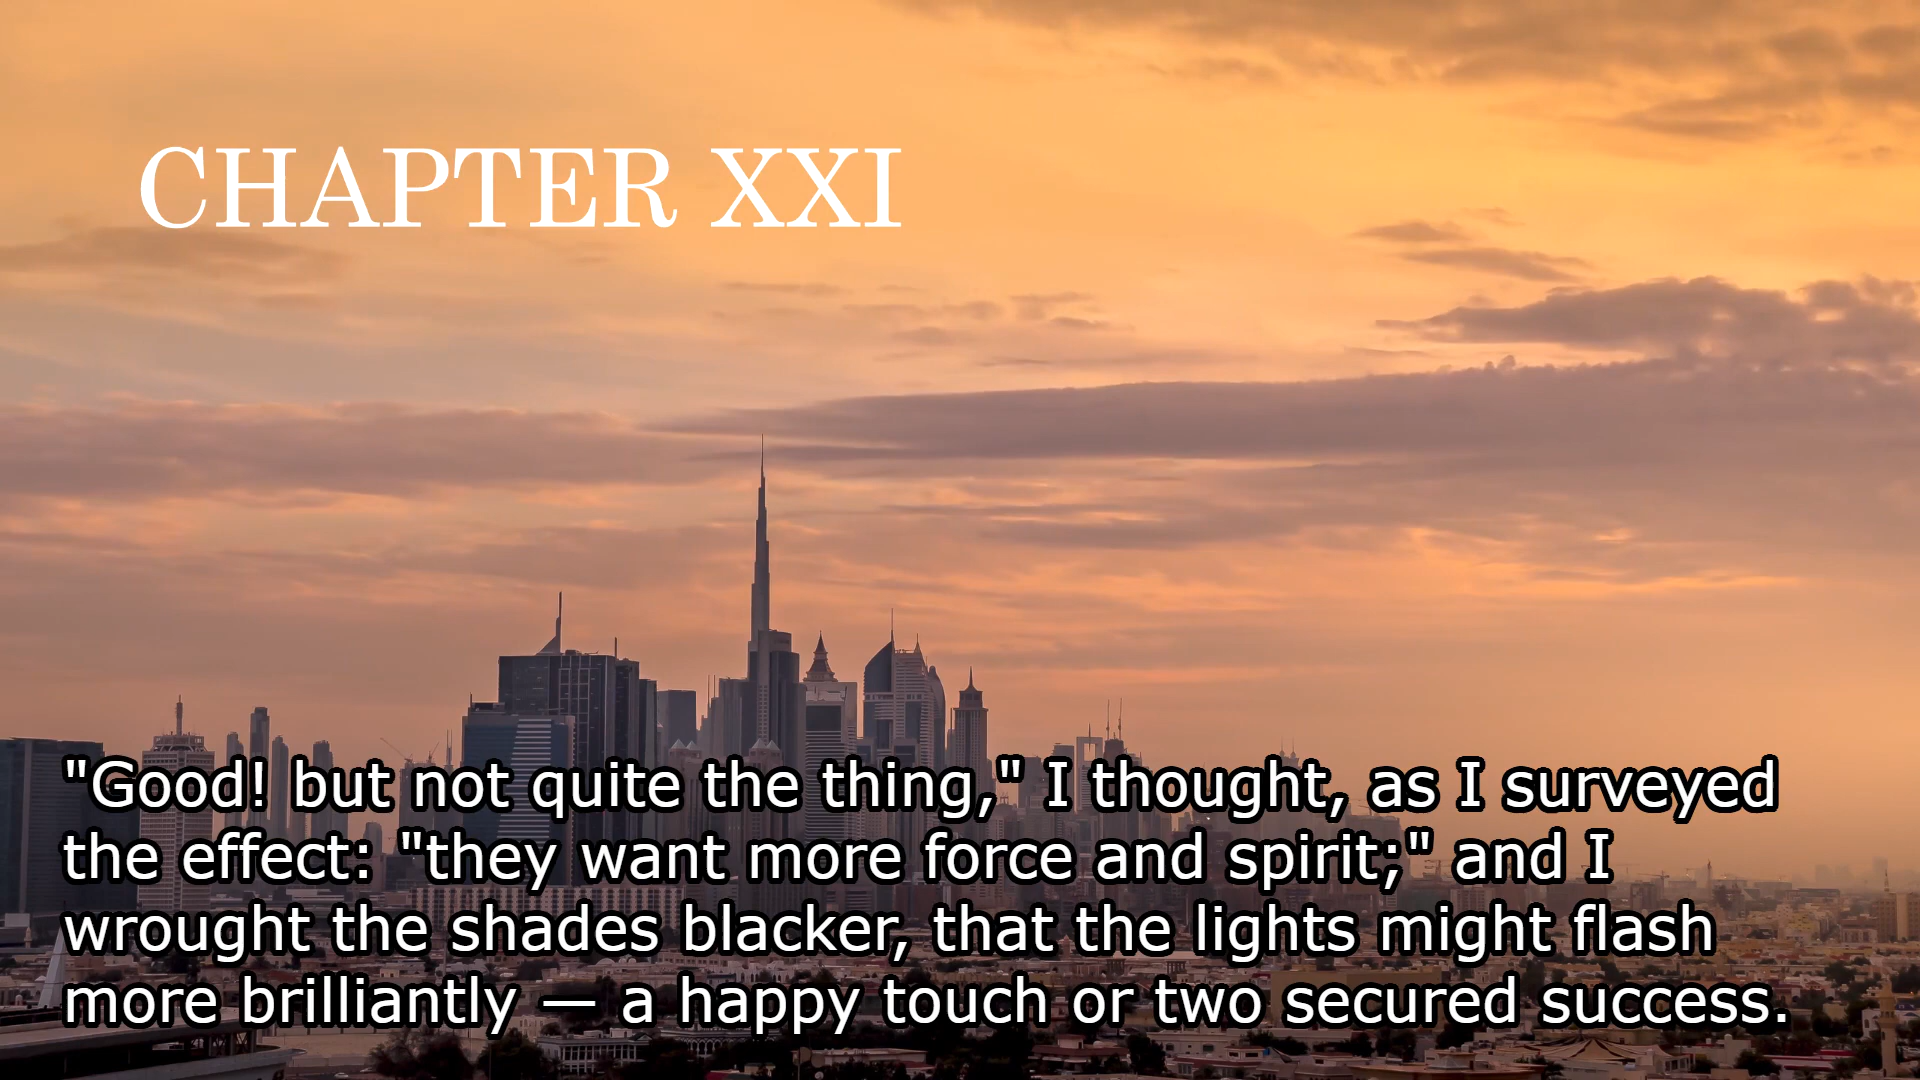 CHAPTER XXI
"Good! but not quite the thing," I thought, as I surveyed
the effect: "they want more force and spirit;" and I
wrought the shades blacker, that the lights might flash
more brilliantly — a happy touch or two secured success.